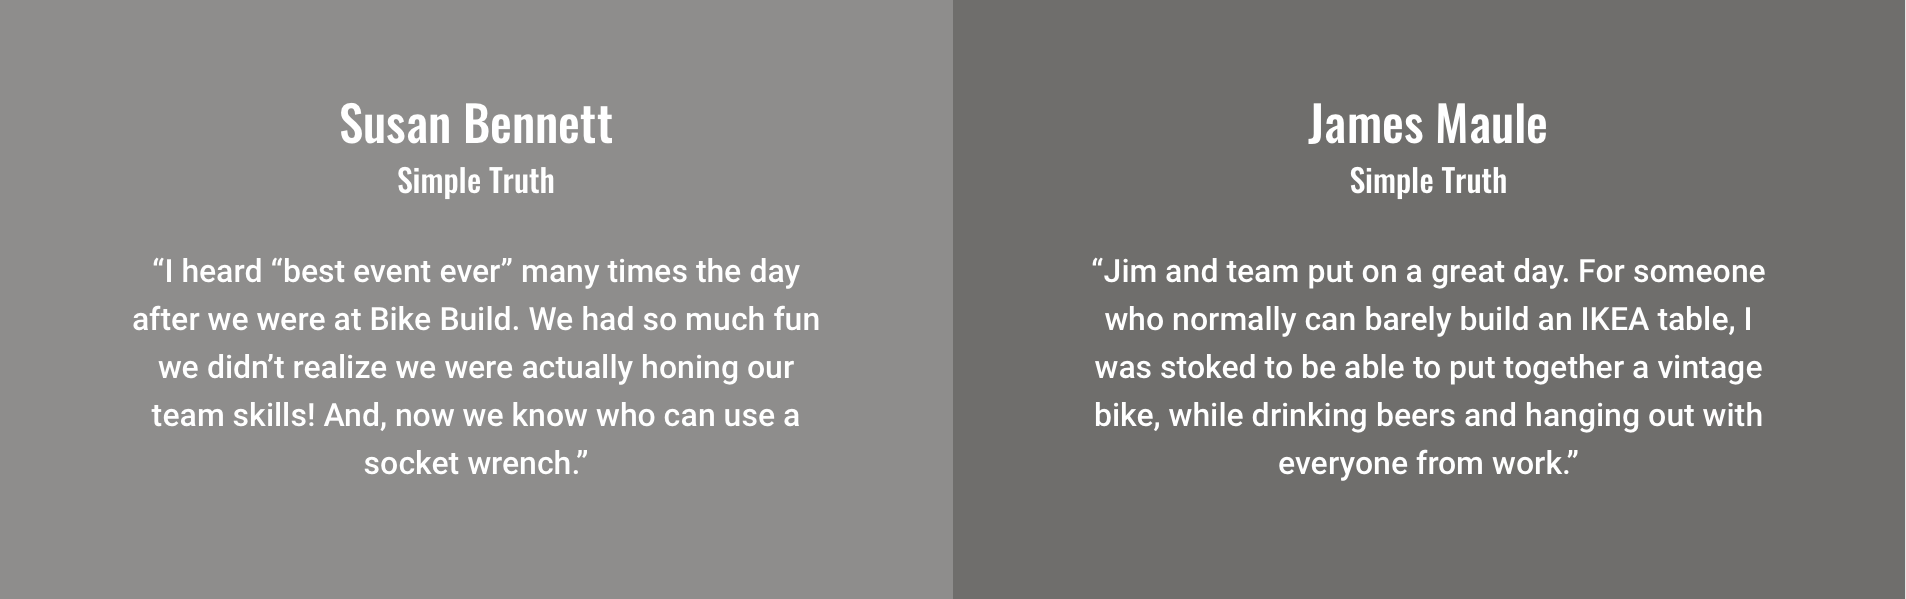 Susan Bennett
Simple Truth
“I heard “best event ever” many times the day
after we were at Bike Build. We had so much fun
we didn’t realize we were actually honing our
team skills! And, now we know who can use a
socket wrench.”
James Maule
Simple Truth
“Jim and team put on a great day. For someone
who normally can barely build an IKEA table, I
was stoked to be able to put together a vintage
bike, while drinking beers and hanging out with
everyone from work.”